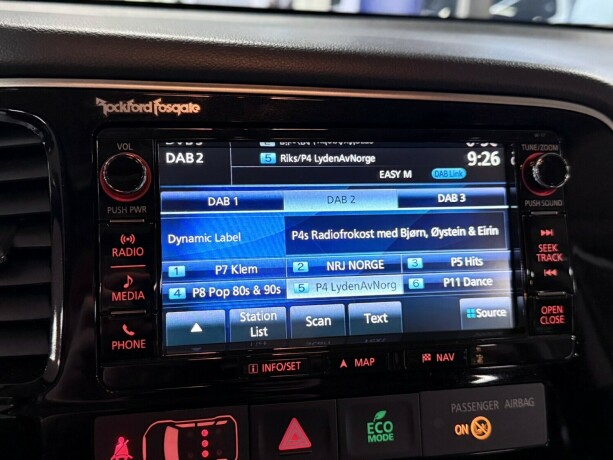 Rockford Fosgate
VOL
PUSH PWR
RADIO
MEDIA
PHONE
DAB2
5 Riks/P4 LydenAvNorge
9:26
EASY M
DAB Link
DAB 1
DAB 2
DAB 3
Dynamic Label
P4s Radiofrokost med Bjørn, Øystein & Eirin
1 P7 Klem
2 NRJ NORGE
3 P5 Hits
4 P8 Pop 80s & 90s
5 P4 LydenAvNorg
6 P11 Dance
Station List
Scan
Text
Source
TUNE/ZOOM
PUSH SOUND
SEEK
TRACK
OPEN
CLOSE
i INFO/SET
MAP
NAV
ECO
MODE
PASSENGER AIRBAG
ON